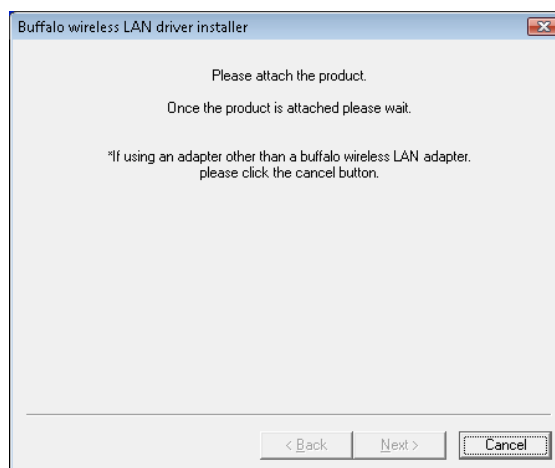 Buffalo wireless LAN driver installer
Please attach the product.
Once the product is attached please wait.
*If using an adapter other than a buffalo wireless LAN adapter.
please click the cancel button.
< Back Next > Cancel